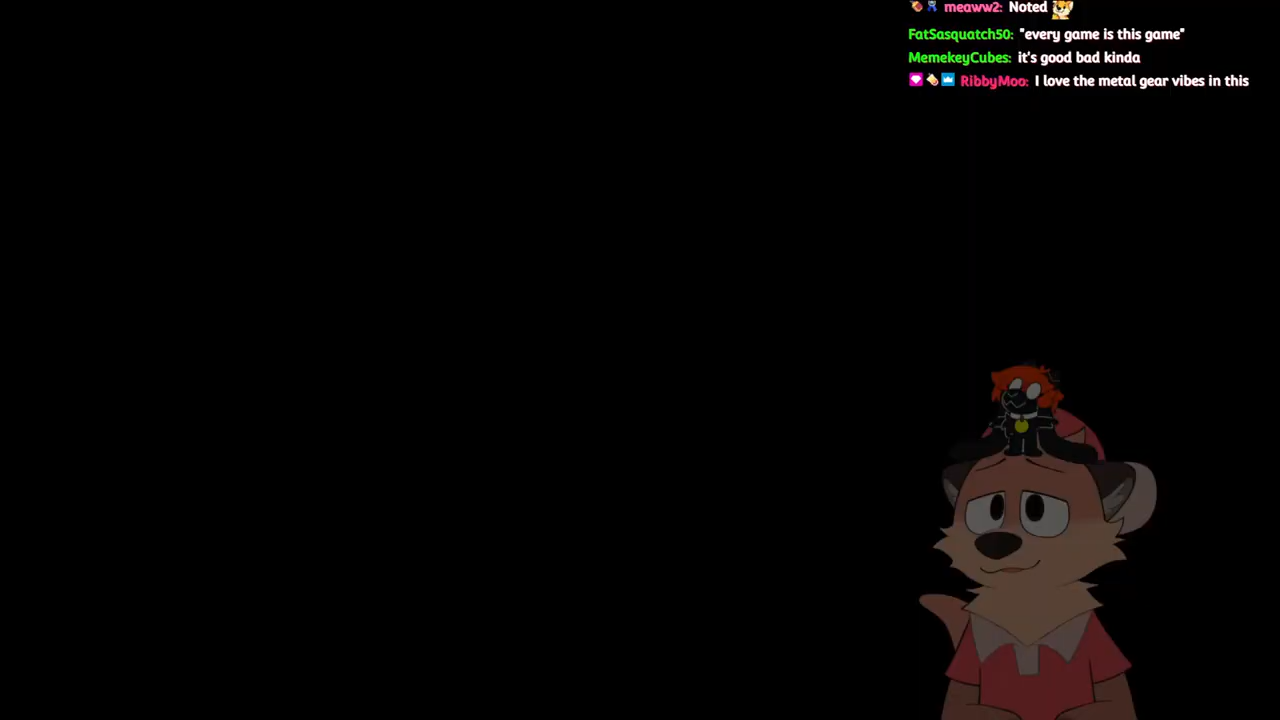 meaww2: Noted
FatSasquatch50: "every game is this game"
MemekeyCubes: it's good bad kinda
RibbyMoo: I love the metal gear vibes in this